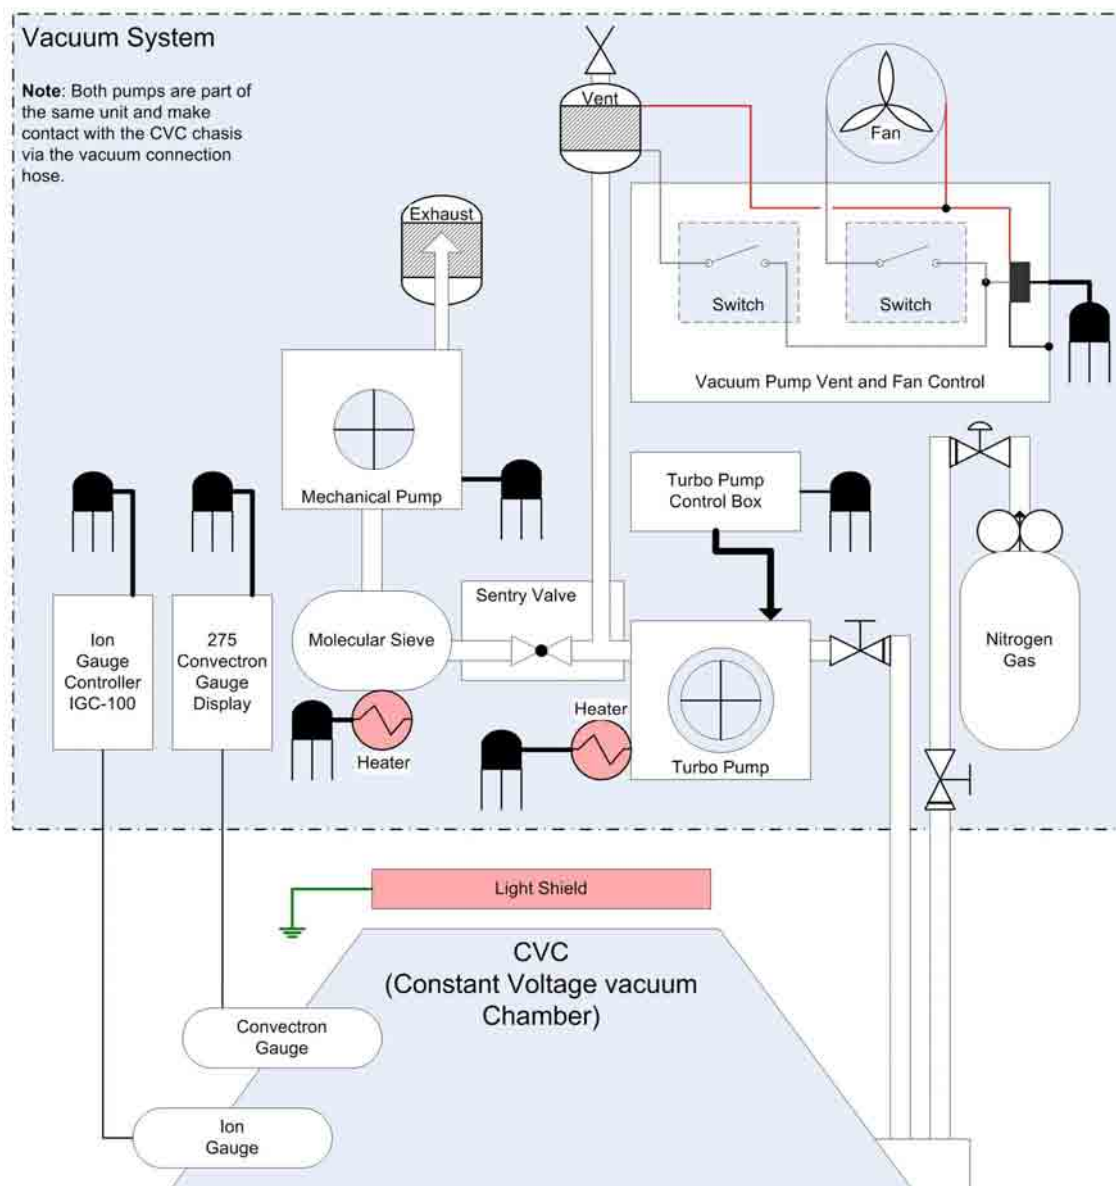 Vacuum System
Note: Both pumps are part of
the same unit and make
contact with the CVC chasis
via the vacuum connection
hose.
Vent
Fan
Exhaust
Switch
Switch
Vacuum Pump Vent and Fan Control
Mechanical Pump
Turbo Pump
Control Box
Ion
Gauge
Controller
IGC-100
275
Convectron
Gauge
Display
Molecular Sieve
Sentry Valve
Nitrogen
Gas
Heater
Heater
Turbo Pump
Light Shield
CVC
(Constant Voltage vacuum
Chamber)
Convectron
Gauge
Ion
Gauge